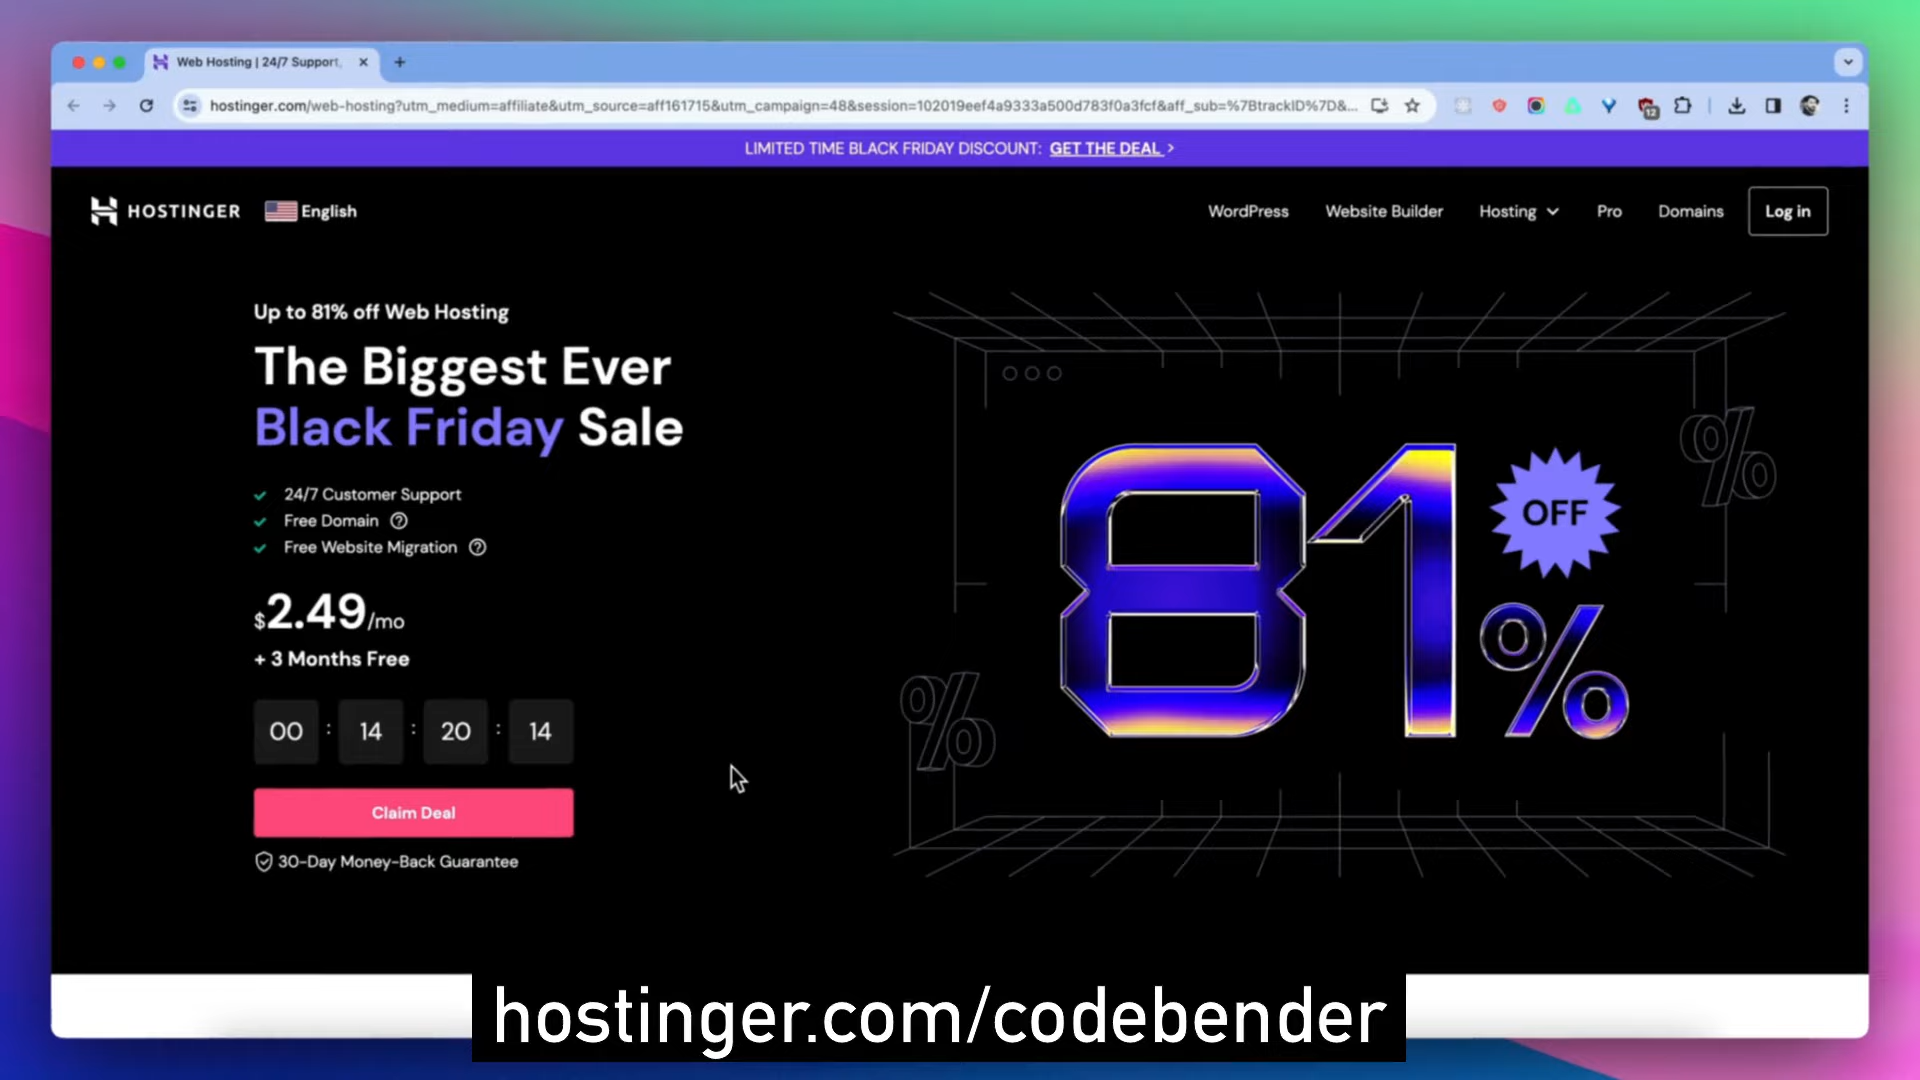 Web Hosting | 24/7 Support,
hostinger.com/web-hosting?utm_medium=affiliate&utm_source=aff161715&utm_campaign=48&session=102019eef4a9333a500d783f0a3fcf&aff_sub=%7BtrackID%7D&...
12
LIMITED TIME BLACK FRIDAY DISCOUNT: GET THE DEAL >
HOSTINGER English WordPress Website Builder Hosting Pro Domains Log in
Up to 81% off Web Hosting
The Biggest Ever
Black Friday Sale
24/7 Customer Support
Free Domain ?
Free Website Migration ?
$2.49/mo
+ 3 Months Free
00 : 14 : 20 : 14
Claim Deal
30-Day Money-Back Guarantee
81%
OFF
%
%
hostinger.com/codebender